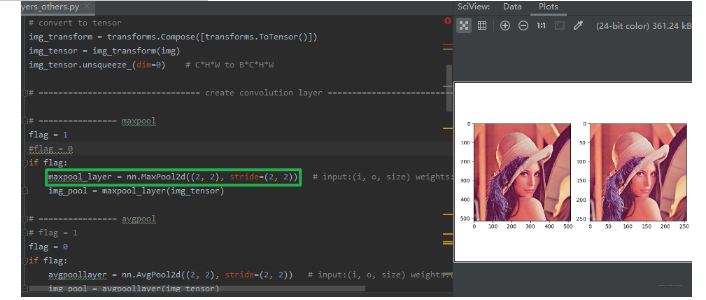 yers_others.py ×
# convert to tensor
img_transform = transforms.Compose([transforms.ToTensor()])
img_tensor = img_transform(img)
img_tensor.unsqueeze_(dim=0)    # C*H*W to B*C*H*W
# ================================ create convolution layer ========================
# ================ maxpool
flag = 1
#flag = 0
if flag:
maxpool_layer = nn.MaxPool2d((2, 2), stride=(2, 2))   # input:(i, o, size) weights:
img_pool = maxpool_layer(img_tensor)
# ================ avgpool
# flag = 1
flag = 0
if flag:
avgpoollayer = nn.AvgPool2d((2, 2), stride=(2, 2))   # input:(i, o, size) weights:
img_pool = avgpoollayer(img_tensor)
SciView: Data Plots
1:1 (24-bit color) 361.24 kB
0
100
200
300
400
500
0 100 200 300 400 500
0
50
100
150
200
250
0 50 100 150 200 250